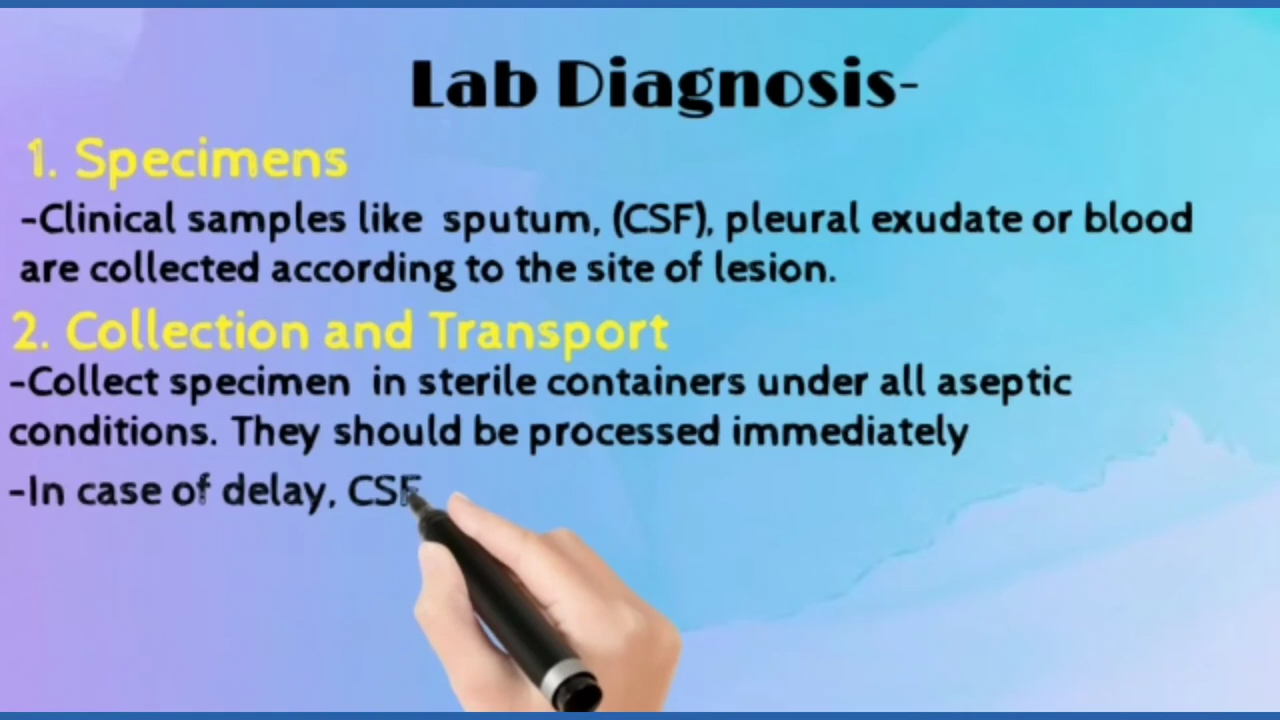 Lab Diagnosis-
1. Specimens
-Clinical samples like sputum, (CSF), pleural exudate or blood
are collected according to the site of lesion.
2. Collection and Transport
-Collect specimen in sterile containers under all aseptic
conditions. They should be processed immediately
-In case of delay, CSF